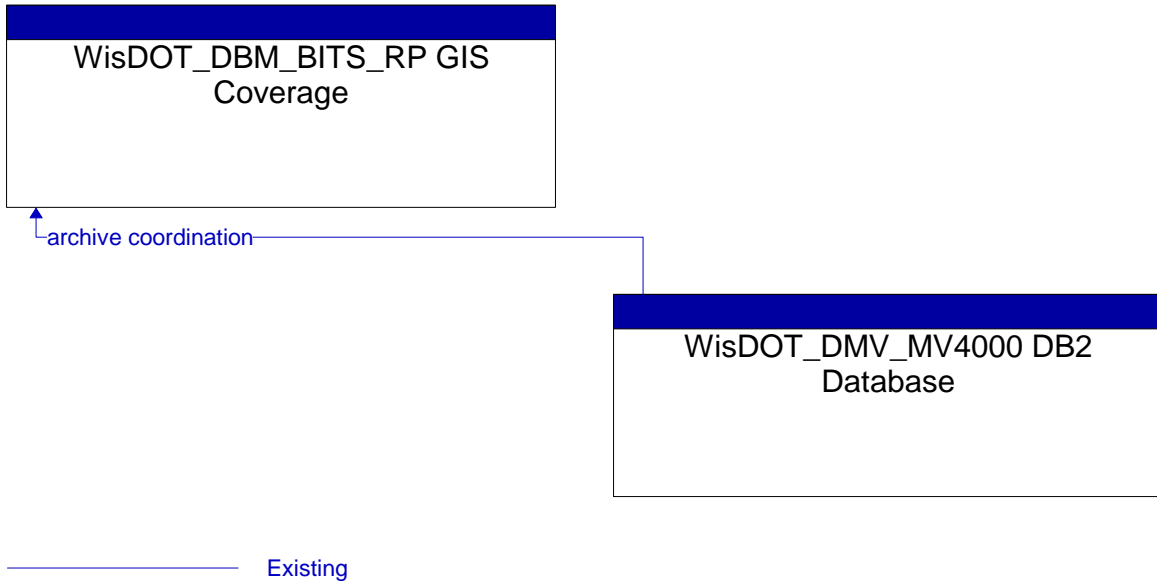 WisDOT_DBM_BITS_RP GIS
Coverage
archive coordination
WisDOT_DMV_MV4000 DB2
Database
Existing